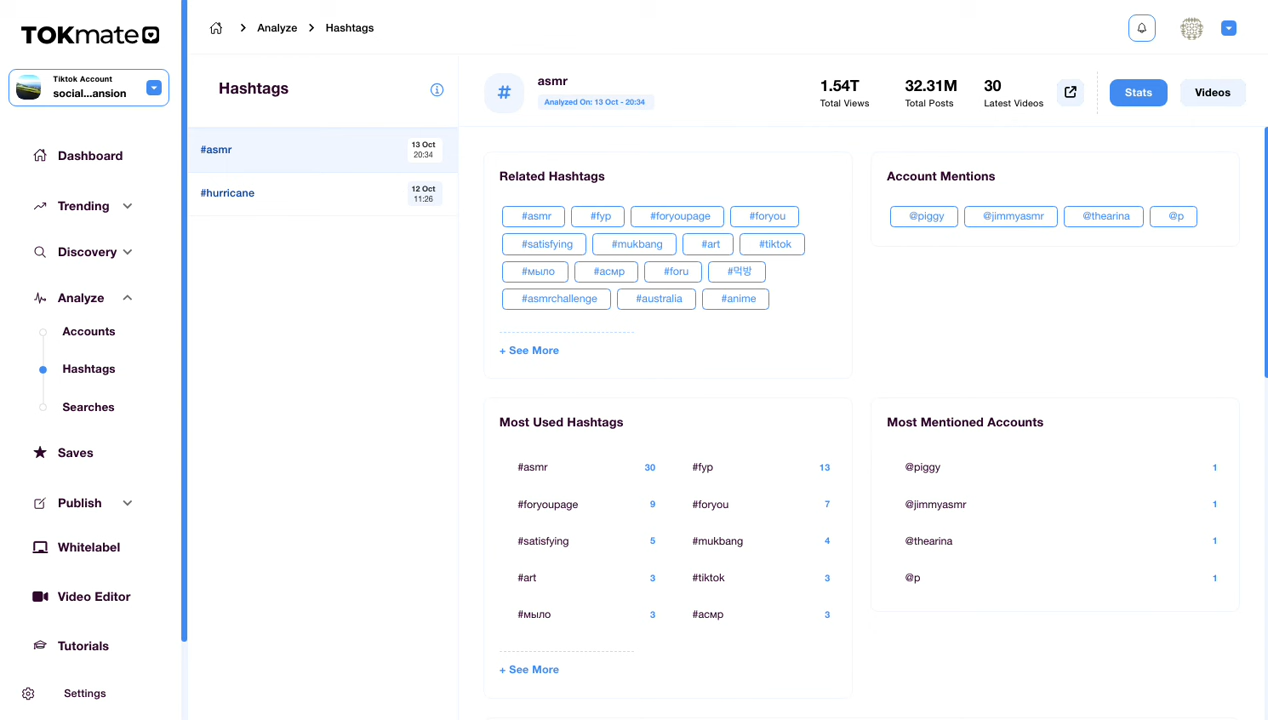 TOKmate
Tiktok Account
social...ansion
Dashboard
Trending
Discovery
Analyze
Accounts
Hashtags
Searches
Saves
Publish
Whitelabel
Video Editor
Tutorials
Settings
Analyze
Hashtags
Hashtags
#asmr
13 Oct
20:34
#hurricane
12 Oct
11:26
#
asmr
Analyzed On: 13 Oct - 20:34
1.54T
Total Views
32.31M
Total Posts
30
Latest Videos
Stats
Videos
Related Hashtags
#asmr #fyp #foryoupage #foryou
#satisfying #mukbang #art #tiktok
#мыло #асмр #foru #먹방
#asmrchallenge #australia #anime
+ See More
Account Mentions
@piggy @jimmyasmr @thearina @p
Most Used Hashtags
#asmr 30 #fyp 13
#foryoupage 9 #foryou 7
#satisfying 5 #mukbang 4
#art 3 #tiktok 3
#мыло 3 #асмр 3
+ See More
Most Mentioned Accounts
@piggy 1
@jimmyasmr 1
@thearina 1
@p 1